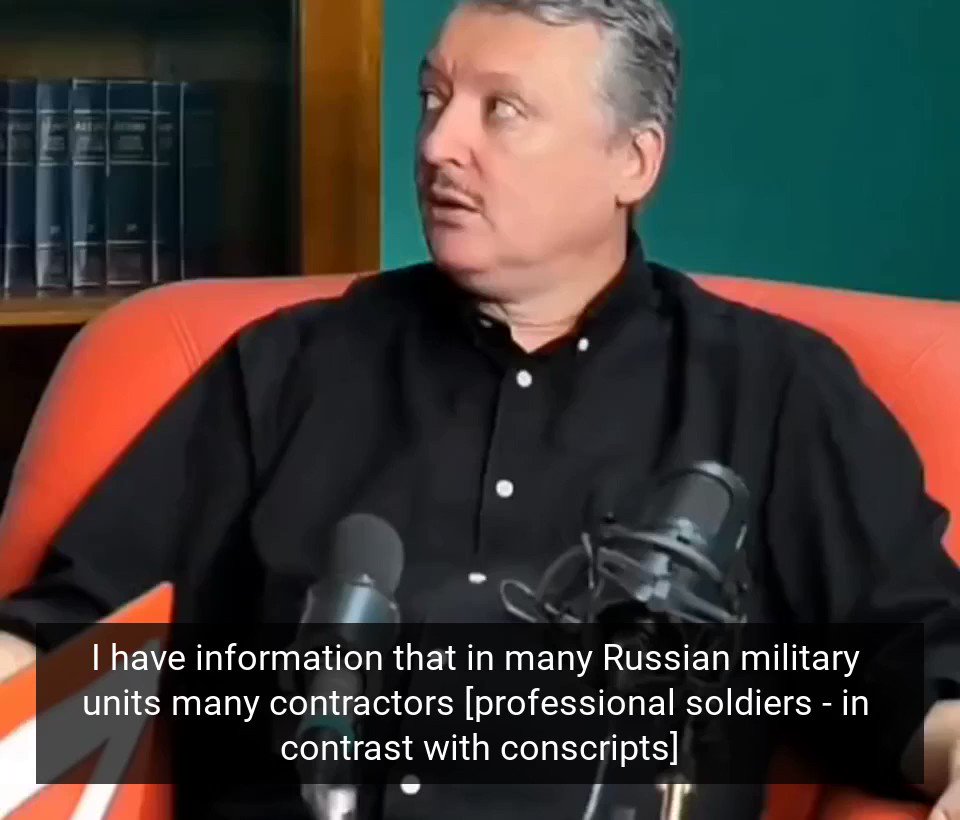 I have information that in many Russian military
units many contractors [professional soldiers - in
contrast with conscripts]